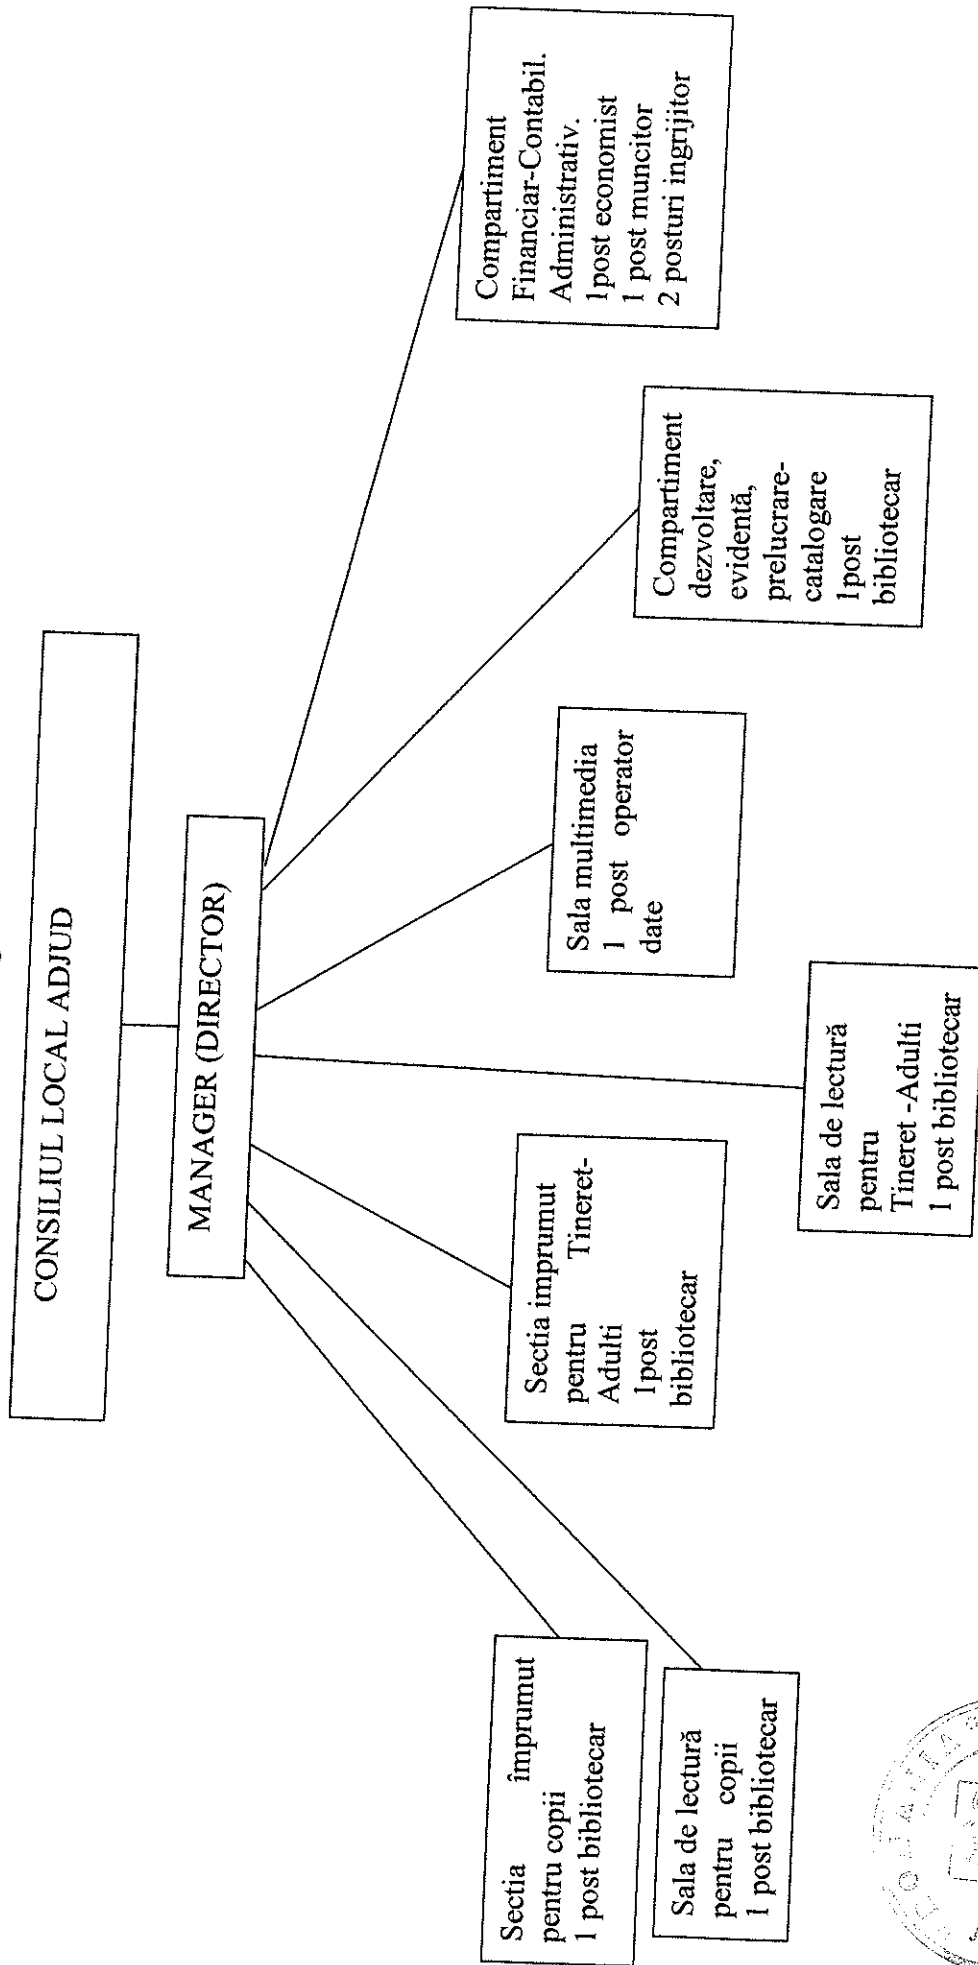 CONSILIUL LOCAL ADJUD
MANAGER (DIRECTOR)
Sectia împrumut
pentru copii
1 post bibliotecar
Sala de lectură
pentru copii
1 post bibliotecar
Sectia imprumut
pentru Tineret-
Adulti
1post
bibliotecar
Sala de lectură
pentru
Tineret -Adulti
1 post bibliotecar
Sala multimedia
1 post operator
date
Compartiment
dezvoltare,
evidentă,
prelucrare-
catalogare
1post
bibliotecar
Compartiment
Financiar-Contabil.
Administrativ.
1post economist
1 post muncitor
2 posturi ingrijitor